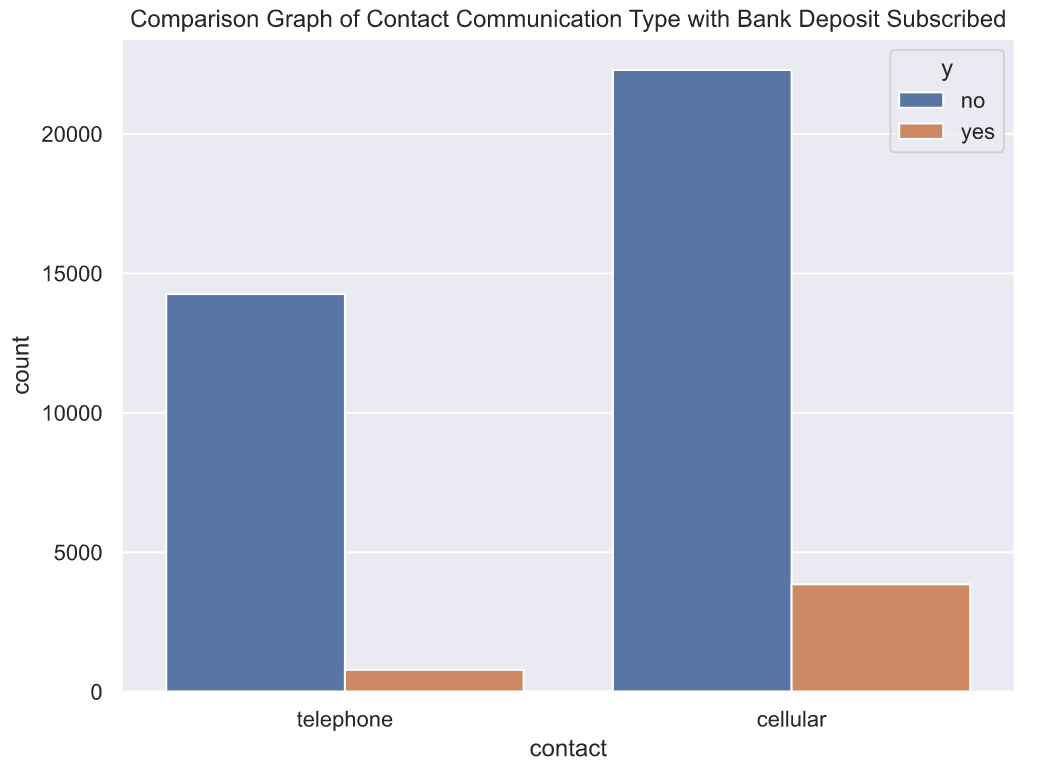 Comparison Graph of Contact Communication Type with Bank Deposit Subscribed
y
no
yes
20000
15000
10000
5000
0
count
telephone
cellular
contact